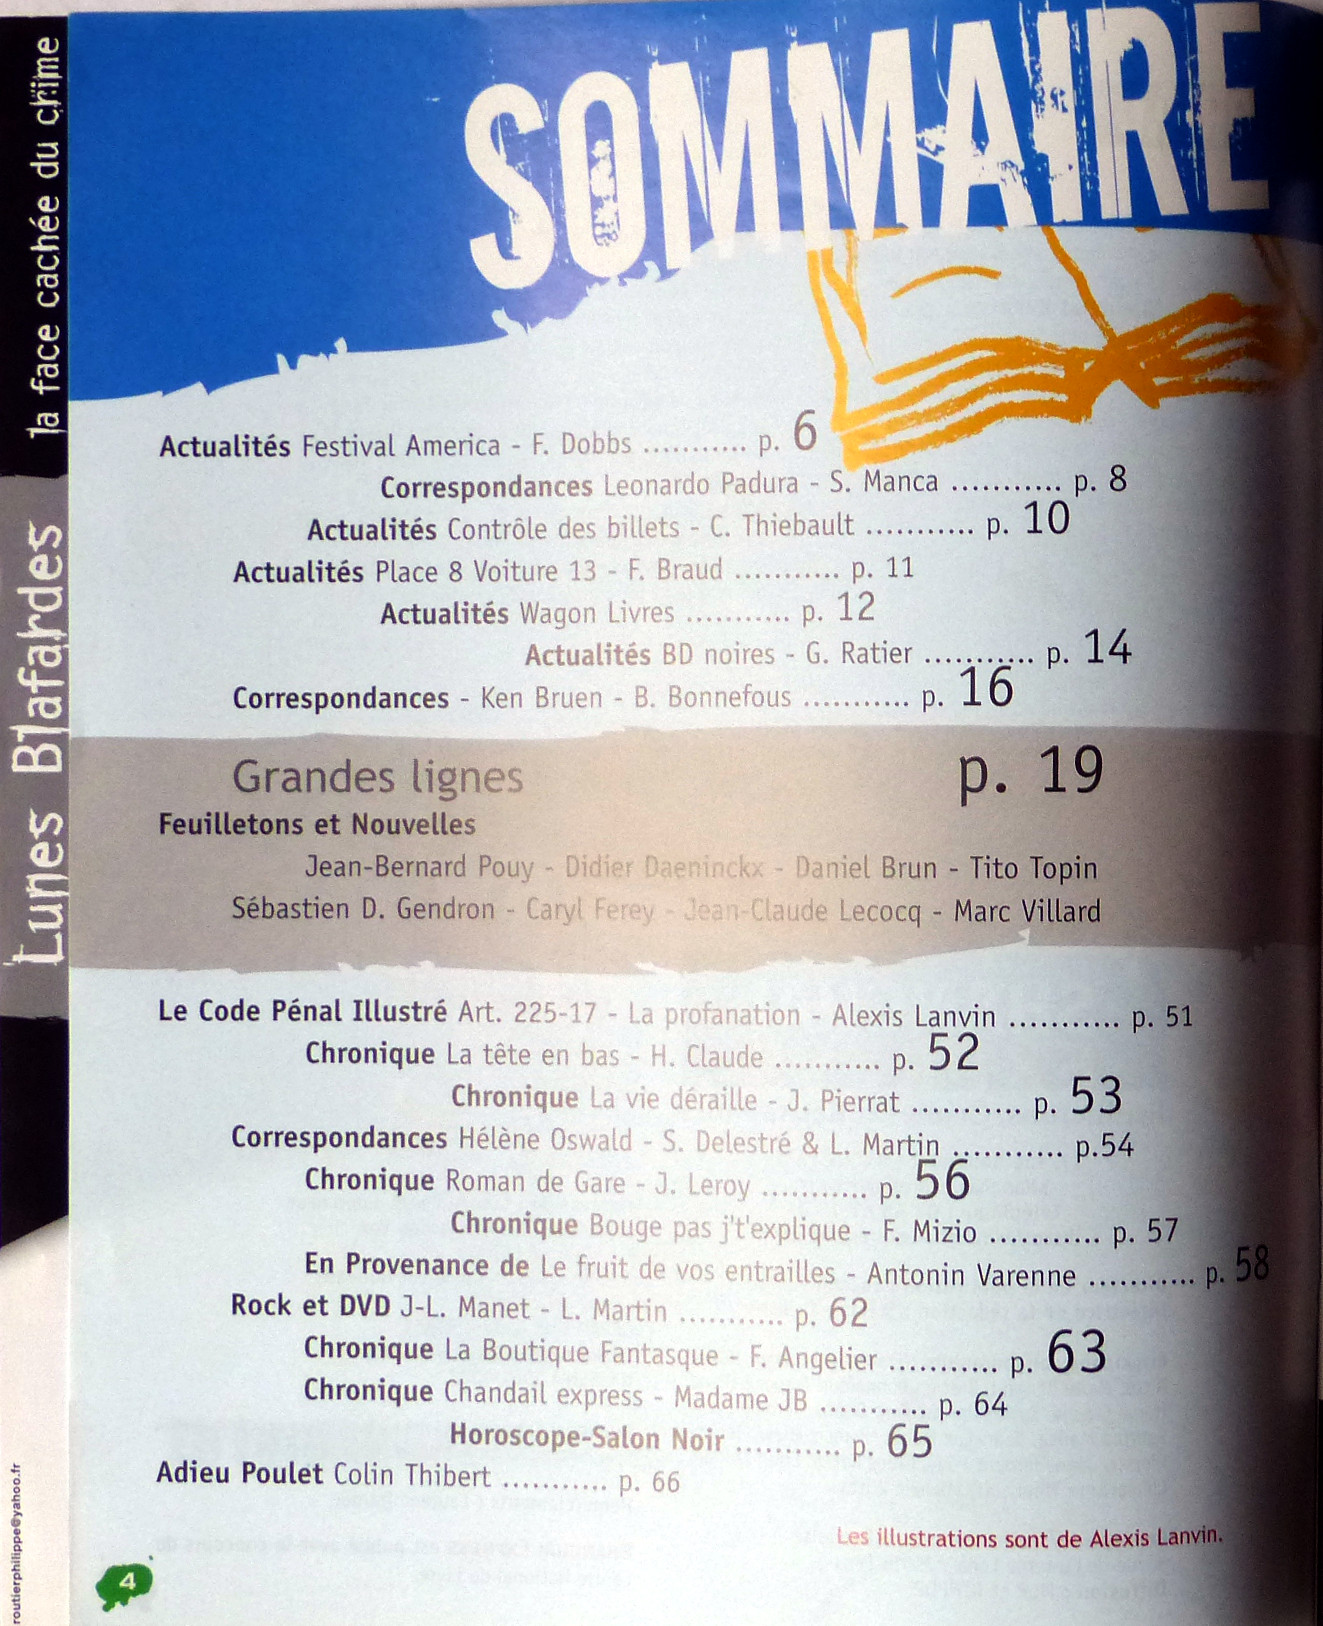 SOMMAIRE
la face cachée du crime
Lunes Blafardes
Actualités Festival America - F. Dobbs ........... p. 6
Correspondances Leonardo Padura - S. Manca ........... p. 8
Actualités Contrôle des billets - C. Thiebault ........... p. 10
Actualités Place 8 Voiture 13 - F. Braud ........... p. 11
Actualités Wagon Livres ........... p. 12
Actualités BD noires - G. Ratier ........... p. 14
Correspondances - Ken Bruen - B. Bonnefous ........... p. 16
Grandes lignes p. 19
Feuilletons et Nouvelles
Jean-Bernard Pouy - Didier Daeninckx - Daniel Brun - Tito Topin
Sébastien D. Gendron - Caryl Ferey - Jean-Claude Lecocq - Marc Villard
Le Code Pénal Illustré Art. 225-17 - La profanation - Alexis Lanvin ........... p. 51
Chronique La tête en bas - H. Claude ........... p. 52
Chronique La vie déraille - J. Pierrat ........... p. 53
Correspondances Hélène Oswald - S. Delestré & L. Martin ........... p.54
Chronique Roman de Gare - J. Leroy ........... p. 56
Chronique Bouge pas j't'explique - F. Mizio ........... p. 57
En Provenance de Le fruit de vos entrailles - Antonin Varenne ........... p. 58
Rock et DVD J-L. Manet - L. Martin ........... p. 62
Chronique La Boutique Fantasque - F. Angelier ........... p. 63
Chronique Chandail express - Madame JB ........... p. 64
Horoscope-Salon Noir ........... p. 65
Adieu Poulet Colin Thibert ........... p. 66
Les illustrations sont de Alexis Lanvin.
4
routierphilippe@yahoo.fr